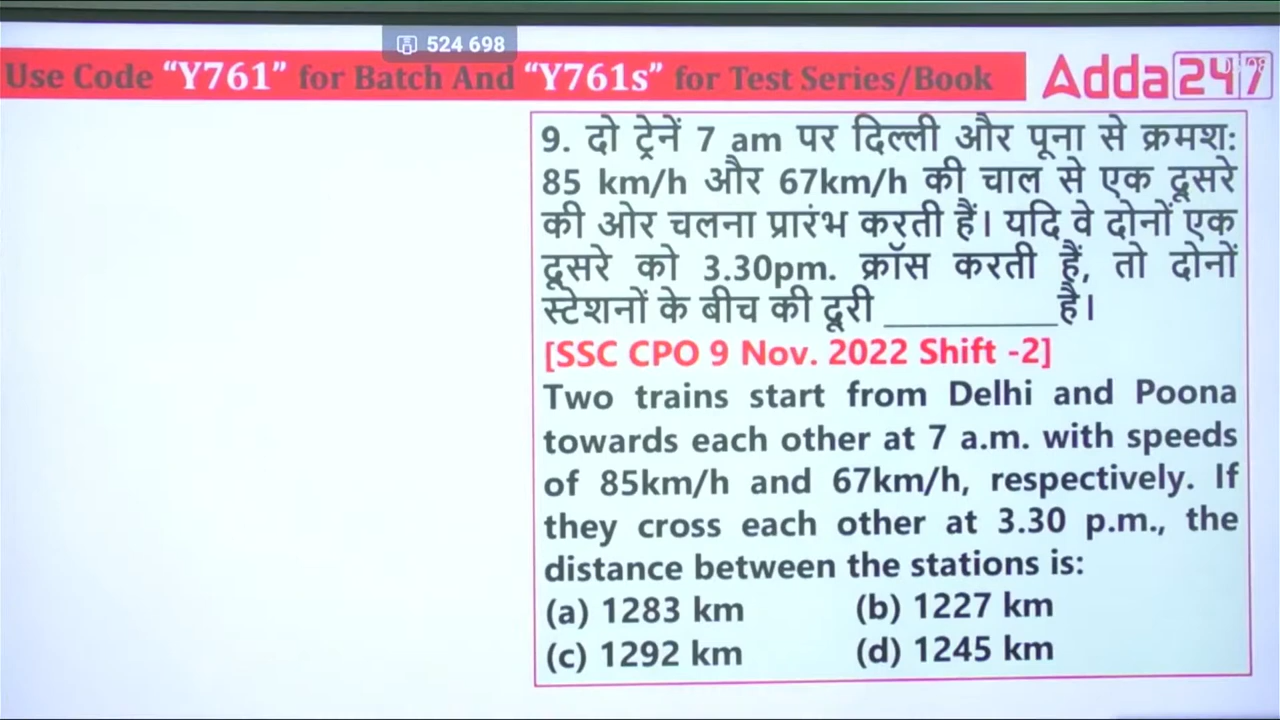 524 698
Use Code “Y761” for Batch And “Y761s” for Test Series/Book
Adda 247
9. दो ट्रेनें 7 am पर दिल्ली और पूना से क्रमश:
85 km/h और 67km/h की चाल से एक दूसरे
की ओर चलना प्रारंभ करती हैं। यदि वे दोनों एक
दूसरे को 3.30pm. क्रॉस करती हैं, तो दोनों
स्टेशनों के बीच की दूरी __________ है।
[SSC CPO 9 Nov. 2022 Shift -2]
Two trains start from Delhi and Poona
towards each other at 7 a.m. with speeds
of 85km/h and 67km/h, respectively. If
they cross each other at 3.30 p.m., the
distance between the stations is:
(a) 1283 km (b) 1227 km
(c) 1292 km (d) 1245 km